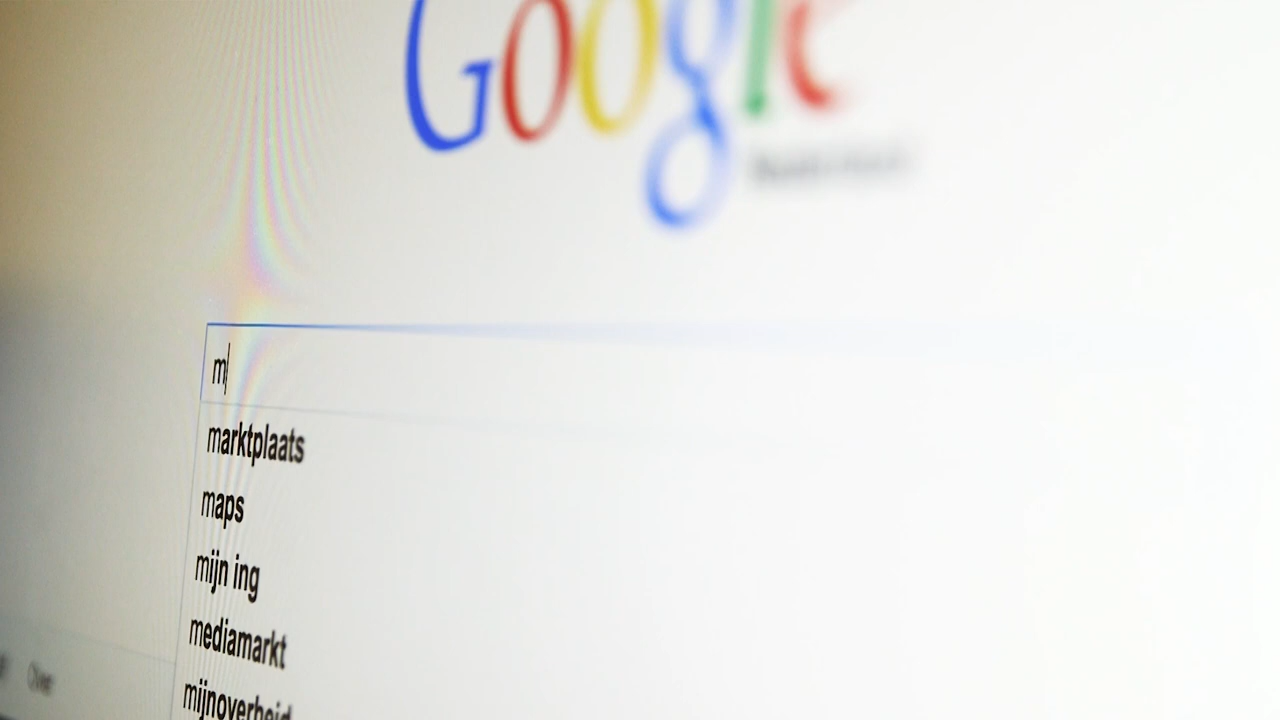 Google
m
marktplaats
maps
mijn ing
mediamarkt
mijnoverheid